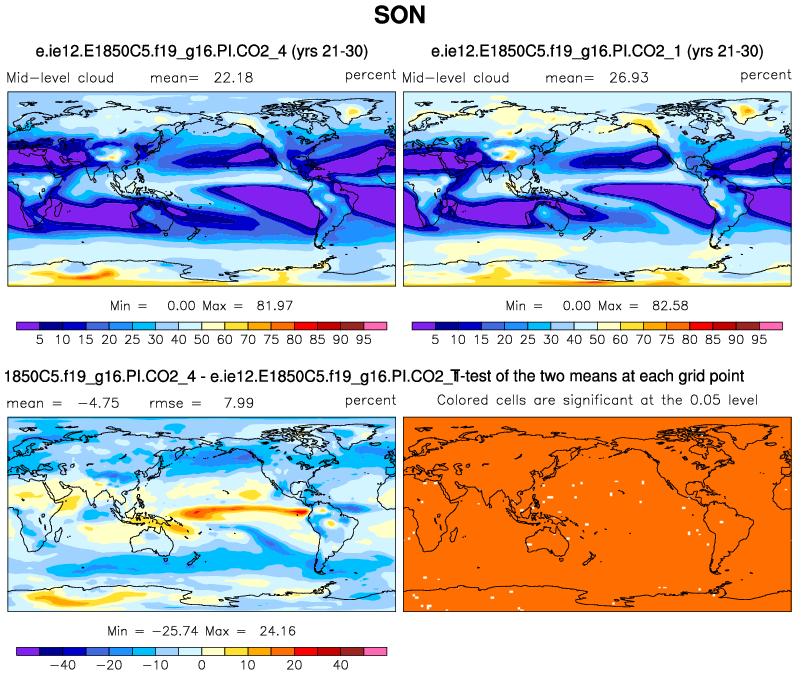 SON
e.ie12.E1850C5.f19_g16.PI.CO2_4 (yrs 21-30)
e.ie12.E1850C5.f19_g16.PI.CO2_1 (yrs 21-30)
Mid-level cloud mean= 22.18 percent
Mid-level cloud mean= 26.93 percent
Min = 0.00 Max = 81.97
Min = 0.00 Max = 82.58
5 10 15 20 30 40 50 60 70 80 85 90 95
5 10 15 20 30 40 50 60 70 80 85 90 95
1850C5.f19_g16.PI.CO2_4 - e.ie12.E1850C5.f19_g16.PI.CO2_
T-test of the two means at each grid point
mean = -4.75 rmse = 7.99 percent
Colored cells are significant at the 0.05 level
Min = -25.74 Max = 24.16
-40 -20 -10 0 10 20 40